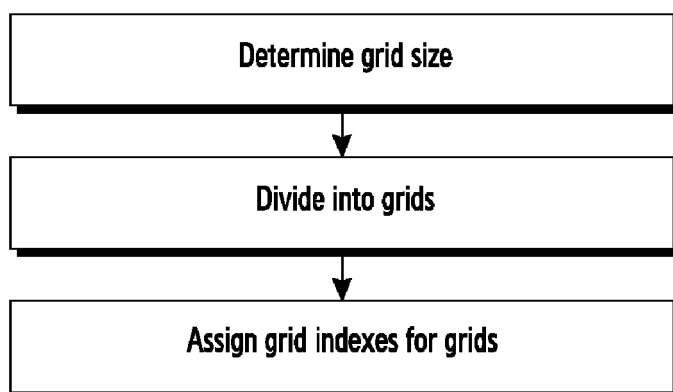 Determine grid size
Divide into grids
Assign grid indexes for grids